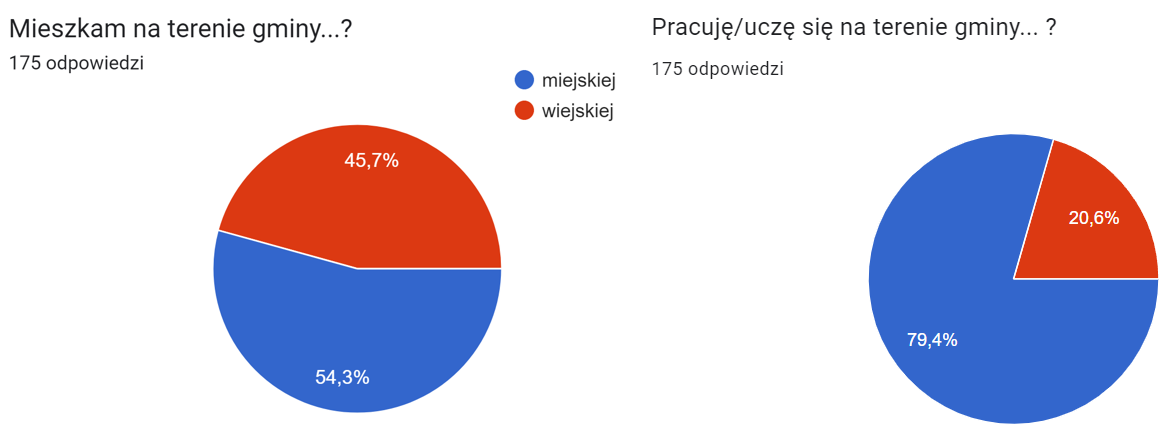 Mieszkam na terenie gminy...?
175 odpowiedzi
miejskiej
wiejskiej
45,7%
54,3%
Pracuję/uczę się na terenie gminy... ?
175 odpowiedzi
20,6%
79,4%